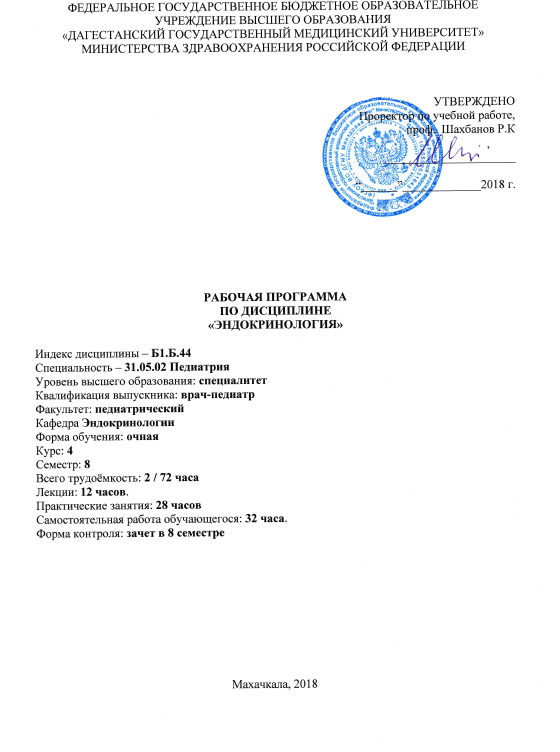 ФЕДЕРАЛЬНОЕ ГОСУДАРСТВЕННОЕ БЮДЖЕТНОЕ ОБРАЗОВАТЕЛЬНОЕ
УЧРЕЖДЕНИЕ ВЫСШЕГО ОБРАЗОВАНИЯ
«ДАГЕСТАНСКИЙ ГОСУДАРСТВЕННЫЙ МЕДИЦИНСКИЙ УНИВЕРСИТЕТ»
МИНИСТЕРСТВА ЗДРАВООХРАНЕНИЯ РОССИЙСКОЙ ФЕДЕРАЦИИ
УТВЕРЖДЕНО
Проректор по учебной работе,
проф. Шахбанов Р.К
2018 г.
РАБОЧАЯ ПРОГРАММА
ПО ДИСЦИПЛИНЕ
«ЭНДОКРИНОЛОГИЯ»
Индекс дисциплины – Б1.Б.44
Специальность – 31.05.02 Педиатрия
Уровень высшего образования: специалитет
Квалификация выпускника: врач-педиатр
Факультет: педиатрический
Кафедра Эндокринологии
Форма обучения: очная
Курс: 4
Семестр: 8
Всего трудоёмкость: 2 / 72 часа
Лекции: 12 часов.
Практические занятия: 28 часов
Самостоятельная работа обучающегося: 32 часа.
Форма контроля: зачет в 8 семестре
Махачкала, 2018